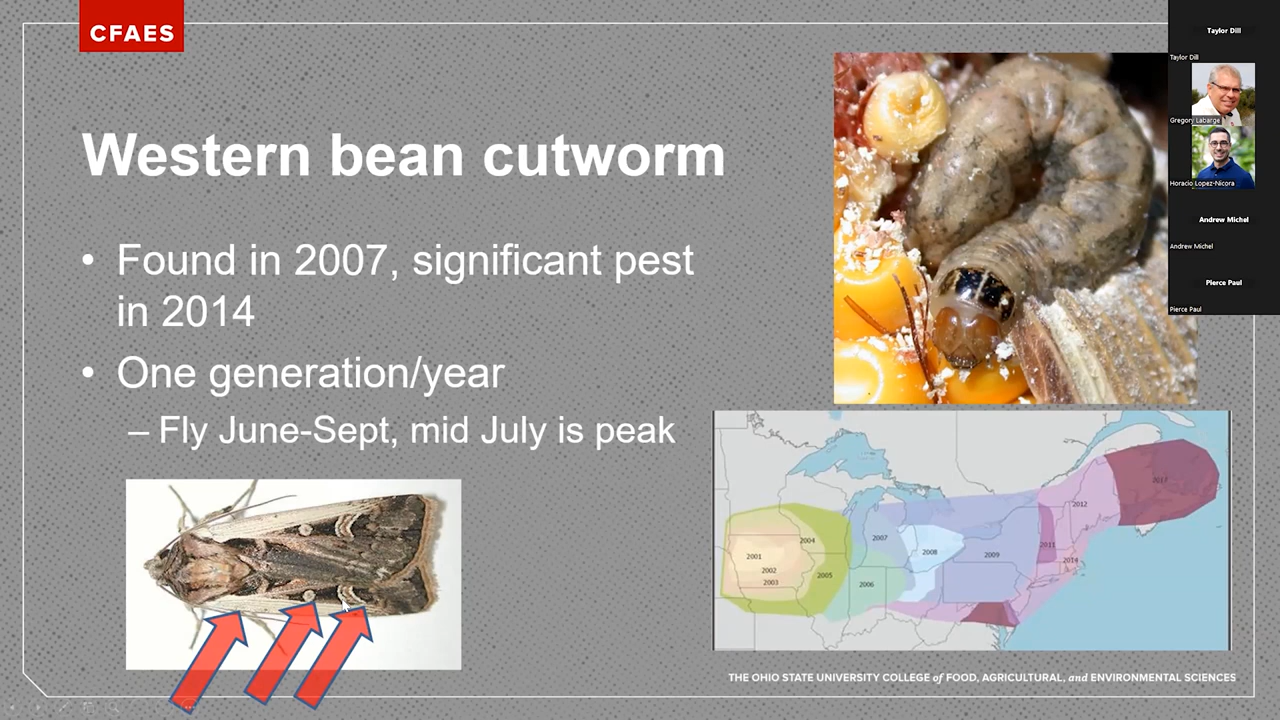 CFAES
Western bean cutworm
• Found in 2007, significant pest
in 2014
• One generation/year
– Fly June-Sept, mid July is peak
2001
2002
2003
2004
2005
2006
2007
2008
2009
2011
2012
2014
2017
THE OHIO STATE UNIVERSITY COLLEGE of FOOD, AGRICULTURAL, and ENVIRONMENTAL SCIENCES
Taylor Dill
Taylor Dill
Gregory Labarge
Horacio Lopez-Nicora
Andrew Michel
Andrew Michel
Pierce Paul
Pierce Paul